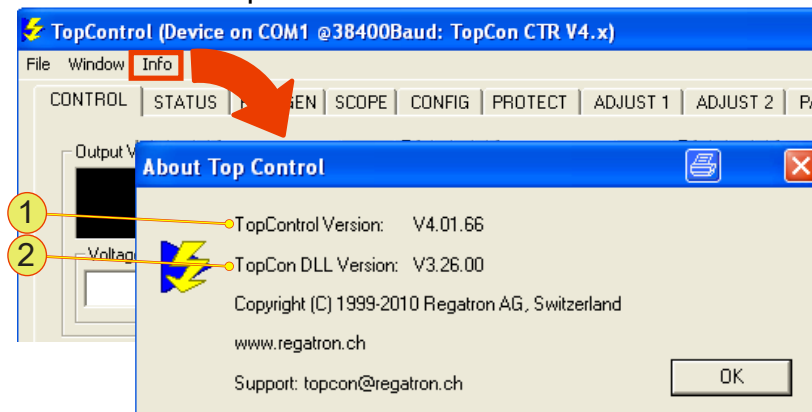 TopControl (Device on COM1 @38400Baud: TopCon CTR V4.x)
File Window Info
CONTROL STATUS GEN SCOPE CONFIG PROTECT ADJUST 1 ADJUST 2
Output V
About Top Control
1
TopControl Version: V4.01.66
2
Voltag
TopCon DLL Version: V3.26.00
Copyright (C) 1999-2010 Regatron AG, Switzerland
www.regatron.ch
Support: topcon@regatron.ch
OK